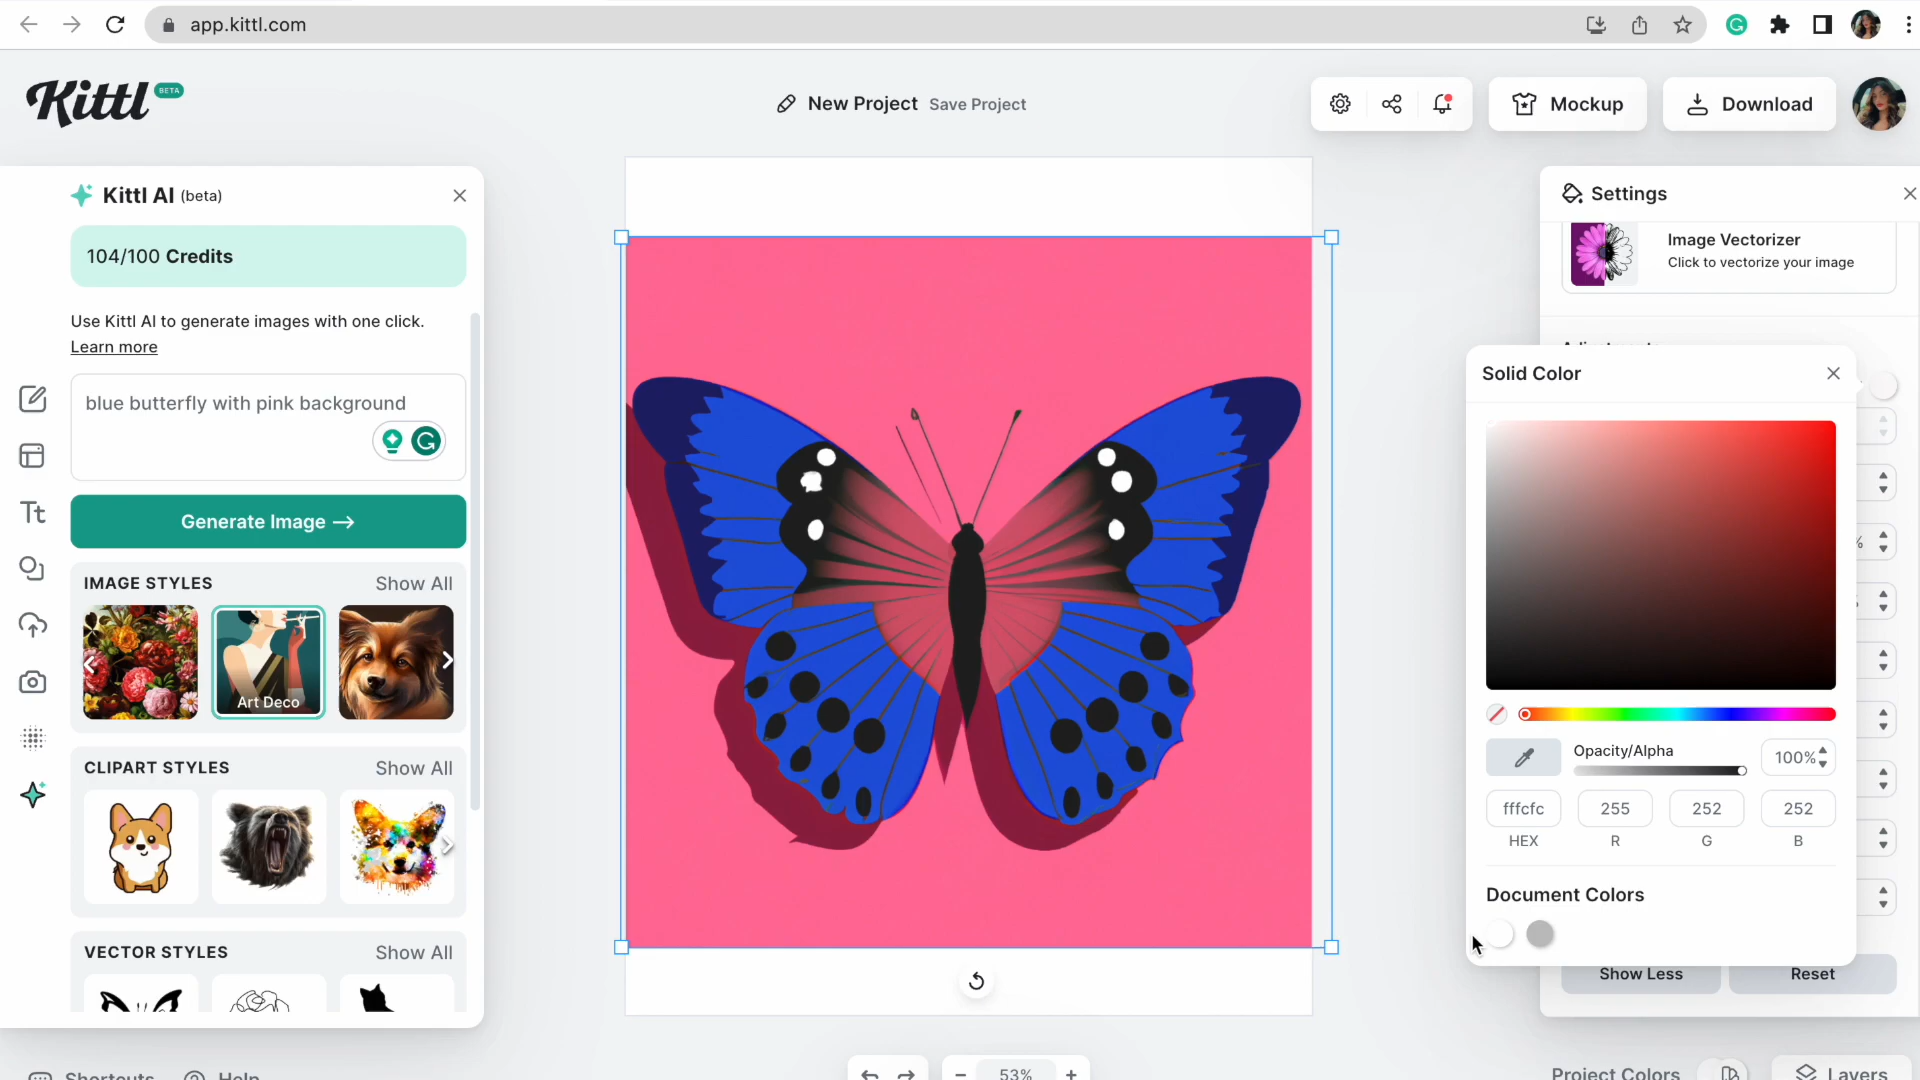 app.kittl.com
Kittl BETA
New Project Save Project
Mockup
Download
Kittl AI (beta)
104/100 Credits
Use Kittl AI to generate images with one click.
Learn more
blue butterfly with pink background
Generate Image →
IMAGE STYLES Show All
Art Deco
CLIPART STYLES Show All
VECTOR STYLES Show All
Shortcuts Help
53%
Settings
Image Vectorizer
Click to vectorize your image
Adjustments
Solid Color
%
Opacity/Alpha
100%
fffcfc 255 252 252
HEX R G B
Document Colors
Show Less Reset
Project Colors
Layers